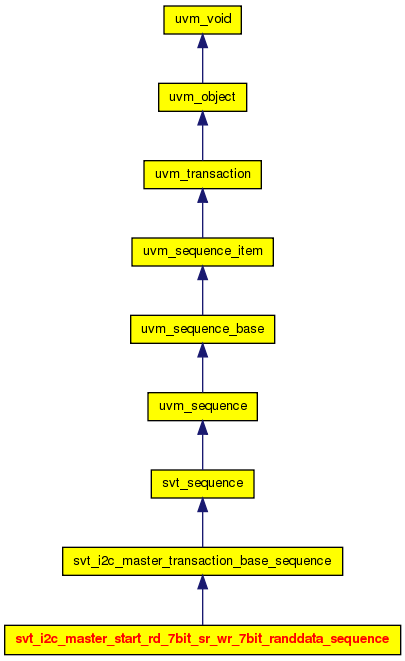 uvm_void
uvm_object
uvm_transaction
uvm_sequence_item
uvm_sequence_base
uvm_sequence
svt_sequence
svt_i2c_master_transaction_base_sequence
svt_i2c_master_start_rd_7bit_sr_wr_7bit_randdata_sequence